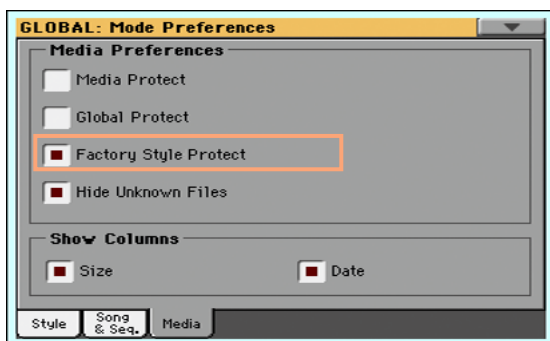 GLOBAL: Mode Preferences
Media Preferences
Media Protect
Global Protect
Factory Style Protect
Hide Unknown Files
Show Columns
Size Date
Style Song & Seq. Media